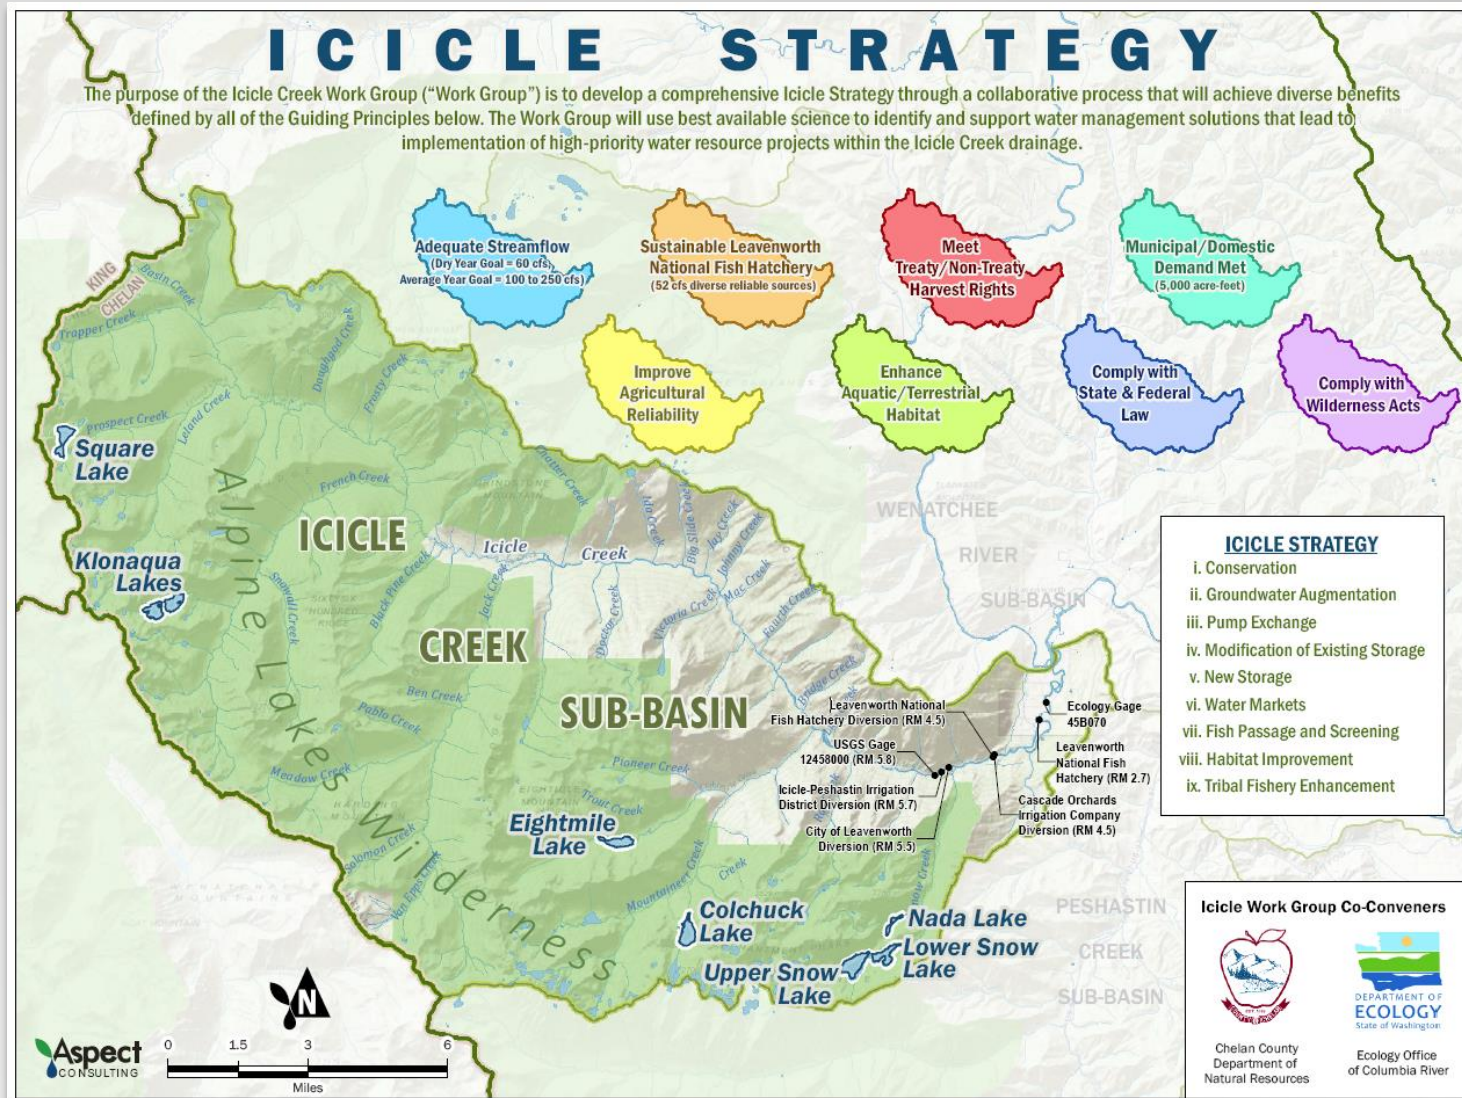 ICICLE STRATEGY
The purpose of the Icicle Creek Work Group ("Work Group") is to develop a comprehensive Icicle Strategy through a collaborative process that will achieve diverse benefits
defined by all of the Guiding Principles below. The Work Group will use best available science to identify and support water management solutions that lead to
implementation of high-priority water resource projects within the Icicle Creek drainage.
Adequate Streamflow
(Dry Year Goal = 60 cfs,
Average Year Goal = 100 to 250 cfs)
Sustainable Leavenworth
National Fish Hatchery
(52 cfs diverse reliable sources)
Meet
Treaty/Non-Treaty
Harvest Rights
Municipal/Domestic
Demand Met
(5,000 acre-feet)
Improve
Agricultural
Reliability
Enhance
Aquatic/Terrestrial
Habitat
Comply with
State & Federal
Law
Comply with
Wilderness Acts
KING
CHELAN
Basin Creek
Trapper Creek
Doughgod Creek
Frosty Creek
Prospect Creek
Leland Creek
Square
Lake
French Creek
Chatter Creek
Ida Creek
Big Slide Creek
Jay Creek
Johnny Creek
ICICLE
Icicle Creek
Klonaqua
Lakes
Snowall Creek
Black Pine Creek
Jack Creek
Doctor Creek
Victoria Creek
Mac Creek
Fourth Creek
CREEK
Alpine Lakes Wilderness
Ben Creek
Pablo Creek
SUB-BASIN
Bridge Creek
Meadow Creek
Pioneer Creek
Trout Creek
EIGHTMILE
MOUNTAIN
Eightmile
Lake
Solomon Creek
Van Epps Creek
Mountaineer Creek
Creek
Colchuck
Lake
Nada Lake
Lower Snow
Lake
Upper Snow
Lake
WENATCHEE
RIVER
SUB-BASIN
Leavenworth National
Fish Hatchery Diversion (RM 4.5)
USGS Gage
12458000 (RM 5.8)
Icicle-Peshastin Irrigation
District Diversion (RM 5.7)
City of Leavenworth
Diversion (RM 5.5)
Ecology Gage
45B070
Leavenworth
National Fish
Hatchery (RM 2.7)
Cascade Orchards
Irrigation Company
Diversion (RM 4.5)
PESHASTIN
CREEK
SUB-BASIN
ICICLE STRATEGY
i. Conservation
ii. Groundwater Augmentation
iii. Pump Exchange
iv. Modification of Existing Storage
v. New Storage
vi. Water Markets
vii. Fish Passage and Screening
viii. Habitat Improvement
ix. Tribal Fishery Enhancement
Icicle Work Group Co-Conveners
Chelan County
Department of
Natural Resources
DEPARTMENT OF
ECOLOGY
State of Washington
Ecology Office
of Columbia River
N
Aspect
CONSULTING
0 1.5 3 6
Miles